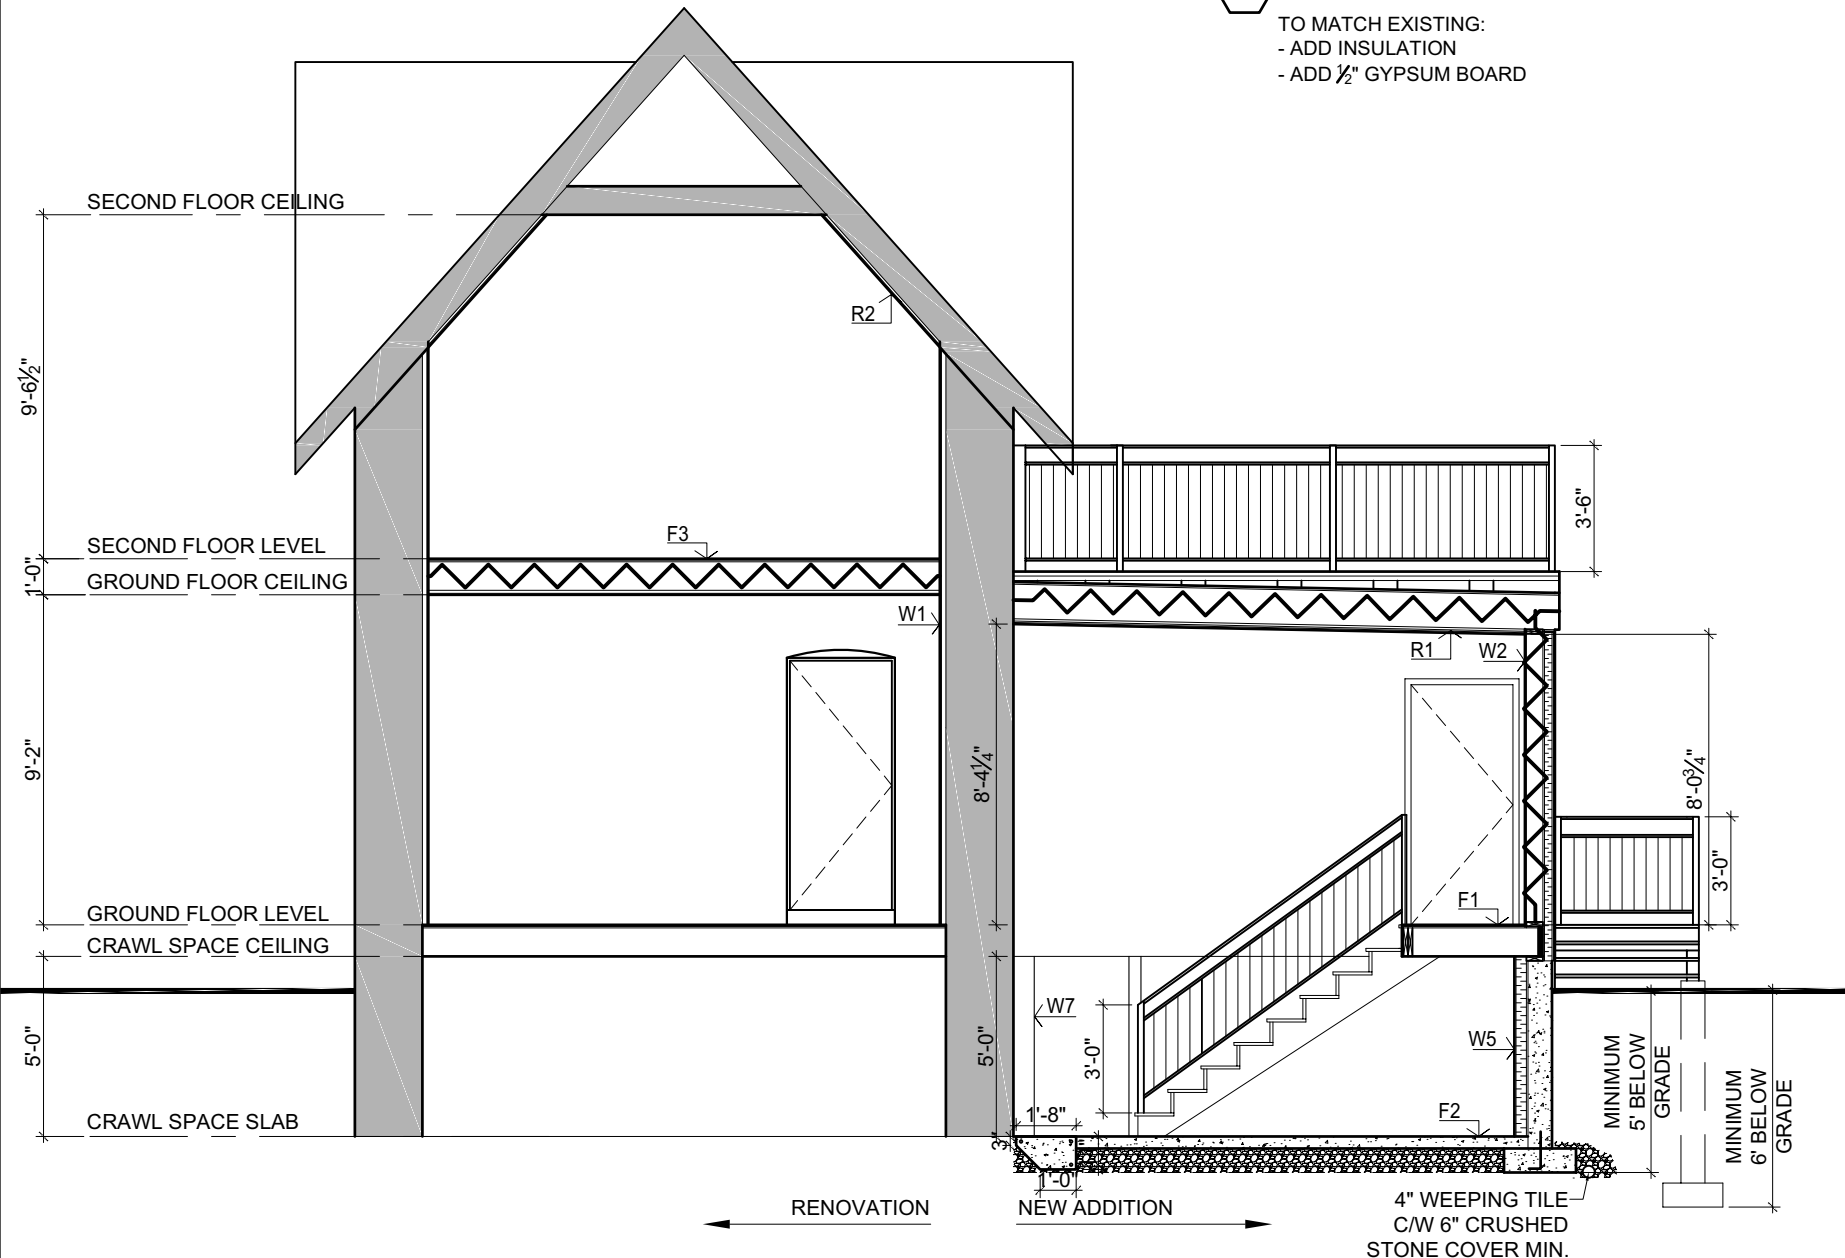 TO MATCH EXISTING:
- ADD INSULATION
- ADD ½" GYPSUM BOARD
SECOND FLOOR CEILING
R2
9'-6½"
3'-6"
SECOND FLOOR LEVEL
F3
1'-0"
GROUND FLOOR CEILING
W1
R1
W2
9'-2"
8'-4¼"
8'-0¾"
3'-0"
F1
GROUND FLOOR LEVEL
CRAWL SPACE CEILING
W7
5'-0"
5'-0"
3'-0"
W5
MINIMUM
5' BELOW
GRADE
MINIMUM
6' BELOW
GRADE
CRAWL SPACE SLAB
1'-8"
F2
3"
1'-0"
RENOVATION
NEW ADDITION
4" WEEPING TILE
C/W 6" CRUSHED
STONE COVER MIN.